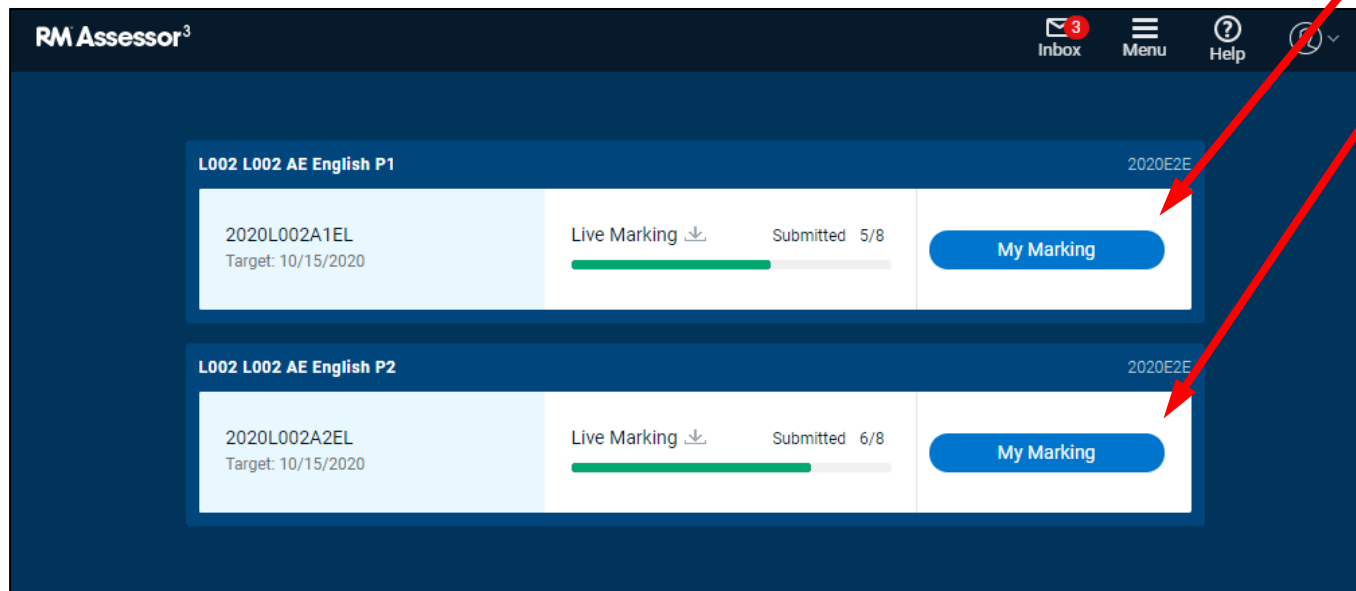 RM Assessor³
3
Inbox
Menu
Help
L002 L002 AE English P1
2020E2E
2020L002A1EL
Target: 10/15/2020
Live Marking
Submitted 5/8
My Marking
L002 L002 AE English P2
2020E2E
2020L002A2EL
Target: 10/15/2020
Live Marking
Submitted 6/8
My Marking